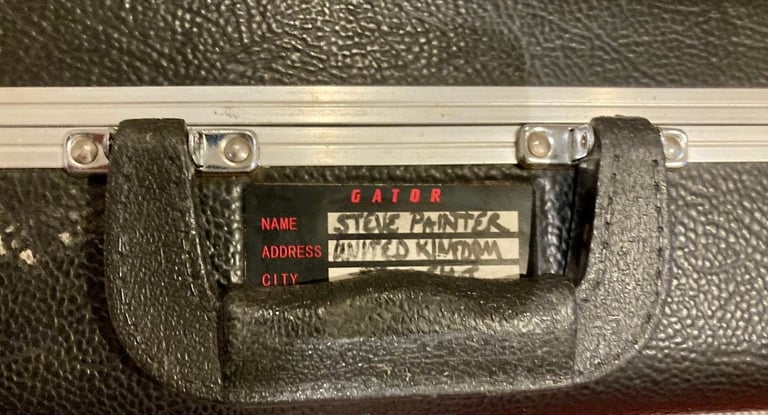 GATOR
NAME STEVE PAINTER
ADDRESS UNITED KINGDOM
CITY